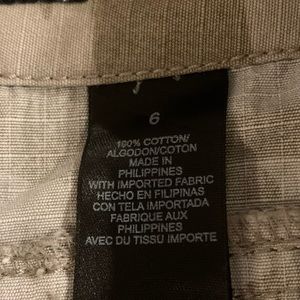 6
100% COTTON/
ALGODON/COTON
MADE IN
PHILIPPINES
WITH IMPORTED FABRIC
HECHO EN FILIPINAS
CON TELA IMPORTADA
FABRIQUE AUX
PHILIPPINES
AVEC DU TISSU IMPORTE